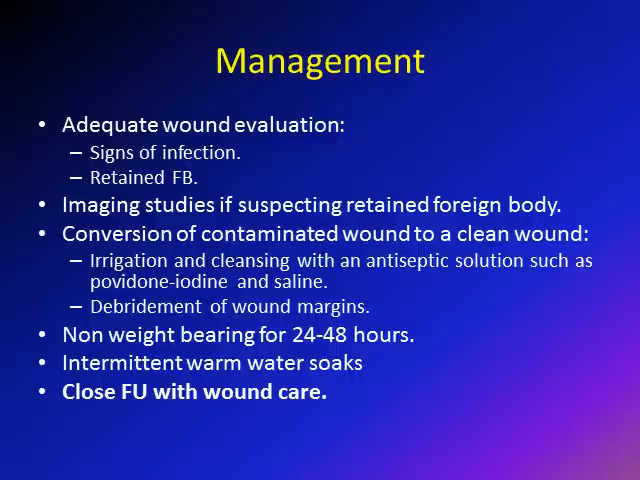 Management
• Adequate wound evaluation:
– Signs of infection.
– Retained FB.
• Imaging studies if suspecting retained foreign body.
• Conversion of contaminated wound to a clean wound:
– Irrigation and cleansing with an antiseptic solution such as
povidone-iodine and saline.
– Debridement of wound margins.
• Non weight bearing for 24-48 hours.
• Intermittent warm water soaks
• Close FU with wound care.